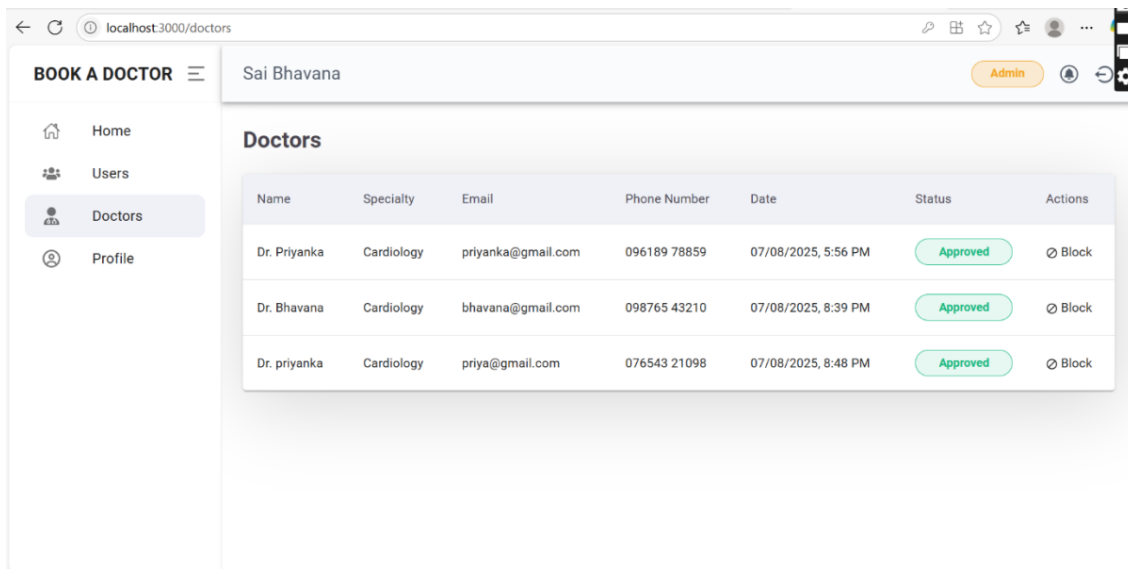 localhost:3000/doctors
BOOK A DOCTOR
Sai Bhavana
Admin
Home
Users
Doctors
Profile
Doctors
Name Specialty Email Phone Number Date Status Actions
Dr. Priyanka Cardiology priyanka@gmail.com 096189 78859 07/08/2025, 5:56 PM Approved Block
Dr. Bhavana Cardiology bhavana@gmail.com 098765 43210 07/08/2025, 8:39 PM Approved Block
Dr. priyanka Cardiology priya@gmail.com 076543 21098 07/08/2025, 8:48 PM Approved Block